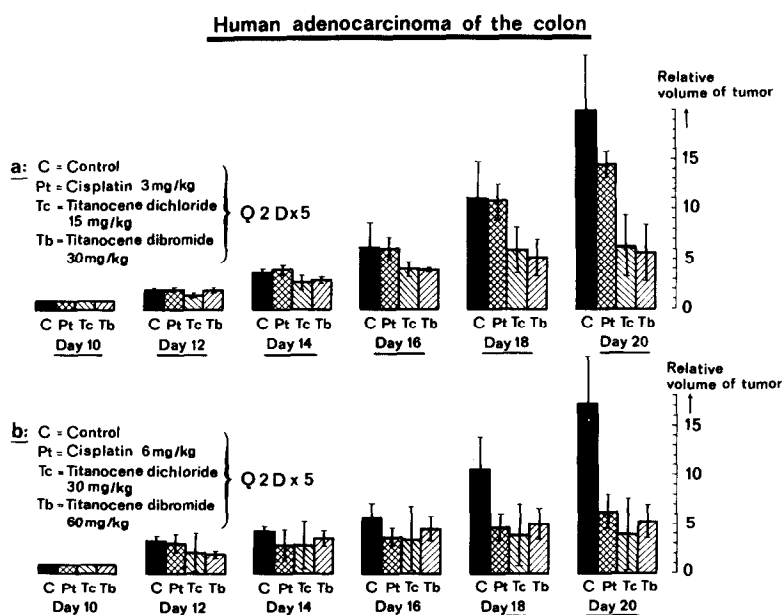 Human adenocarcinoma of the colon
Relative
volume of tumor
a: C = Control
Pt = Cisplatin 3mg/kg
Tc = Titanocene dichloride
15 mg/kg
Tb = Titanocene dibromide
30mg/kg
Q 2 D x 5
15
10
5
0
C Pt Tc Tb
Day 10
C Pt Tc Tb
Day 12
C Pt Tc Tb
Day 14
C Pt Tc Tb
Day 16
C Pt Tc Tb
Day 18
C Pt Tc Tb
Day 20
Relative
volume of tumor
b: C = Control
Pt = Cisplatin 6mg/kg
Tc = Titanocene dichloride
30 mg/kg
Tb = Titanocene dibromide
60mg/kg
Q 2 D x 5
15
10
5
0
C Pt Tc Tb
Day 10
C Pt Tc Tb
Day 12
C Pt Tc Tb
Day 14
C Pt Tc Tb
Day 16
C Pt Tc Tb
Day 18
C Pt Tc Tb
Day 20